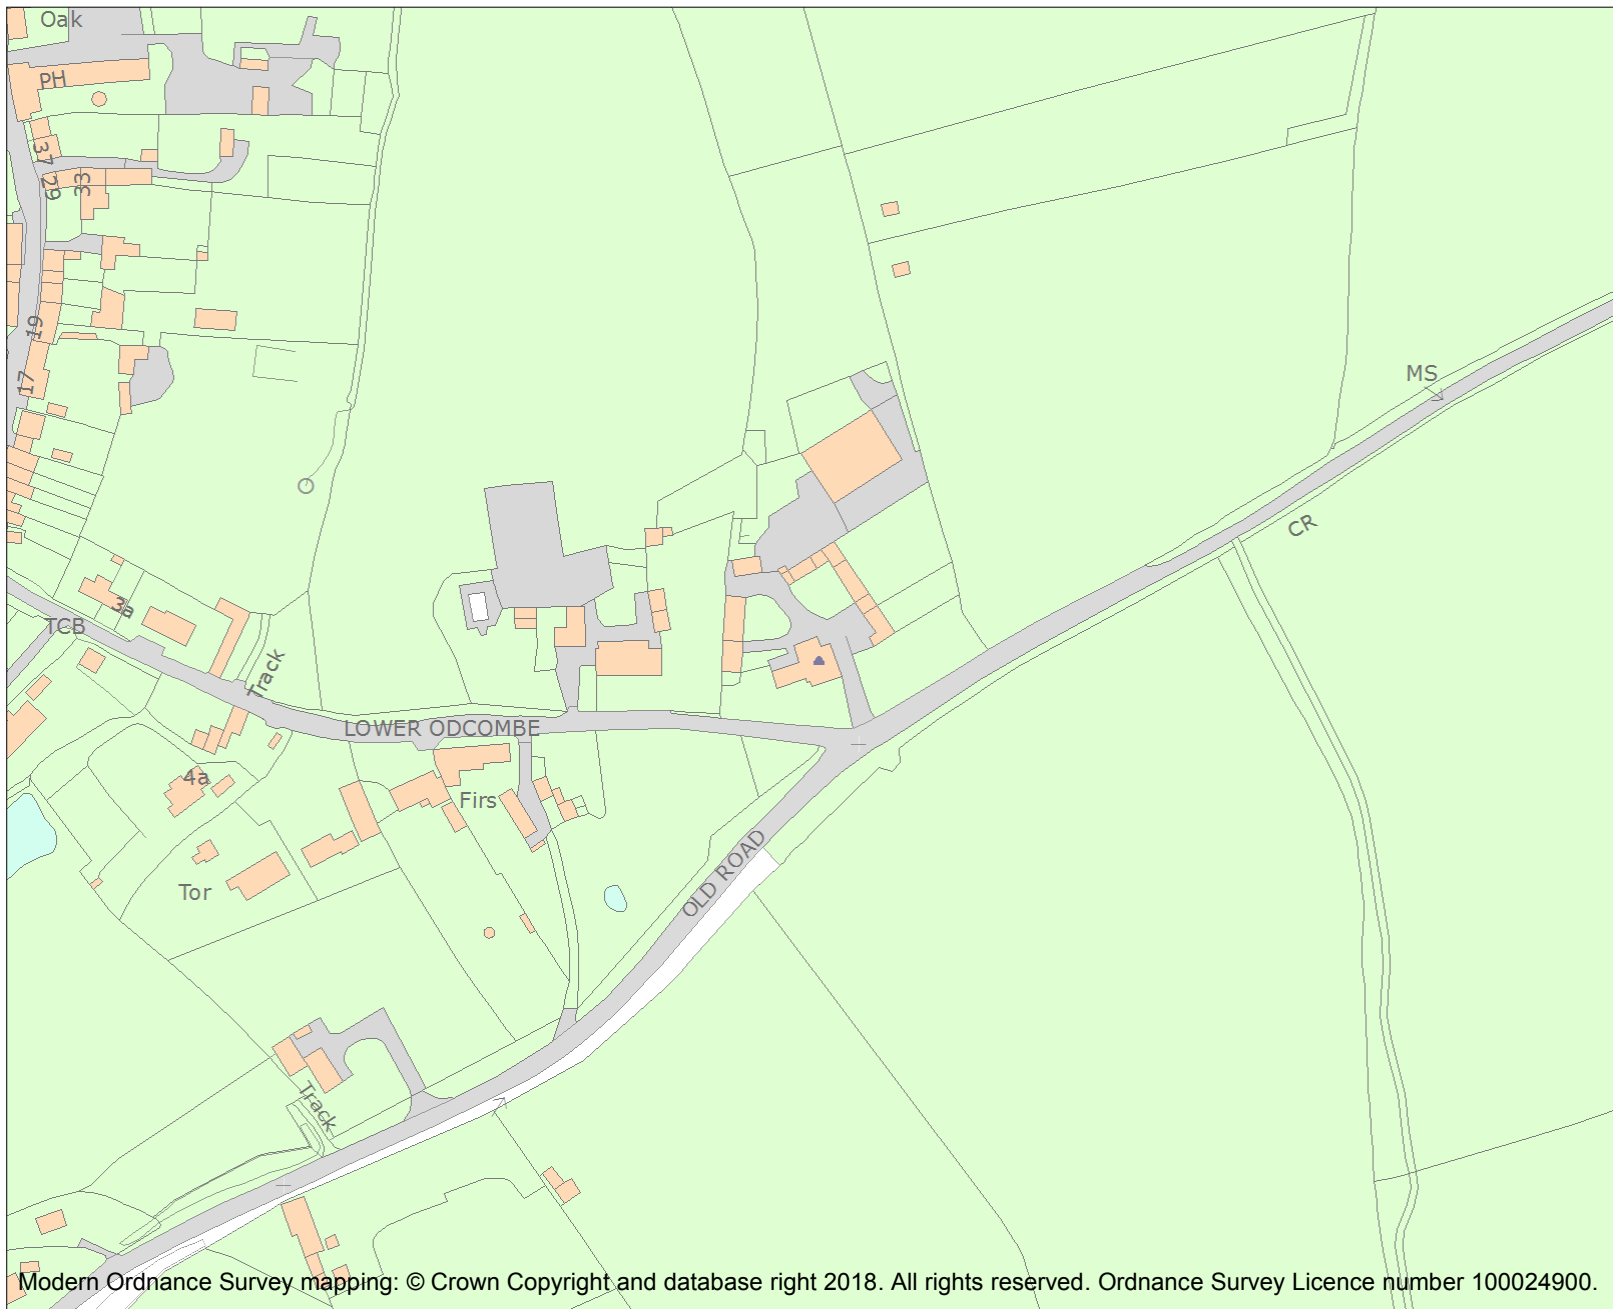 Oak
PH
37
29
33
19
17
MS
CR
3a
TCB
Track
LOWER ODCOMBE
4a
Firs
OLD ROAD
Tor
Track
Modern Ordnance Survey mapping: © Crown Copyright and database right 2018. All rights reserved. Ordnance Survey Licence number 100024900.